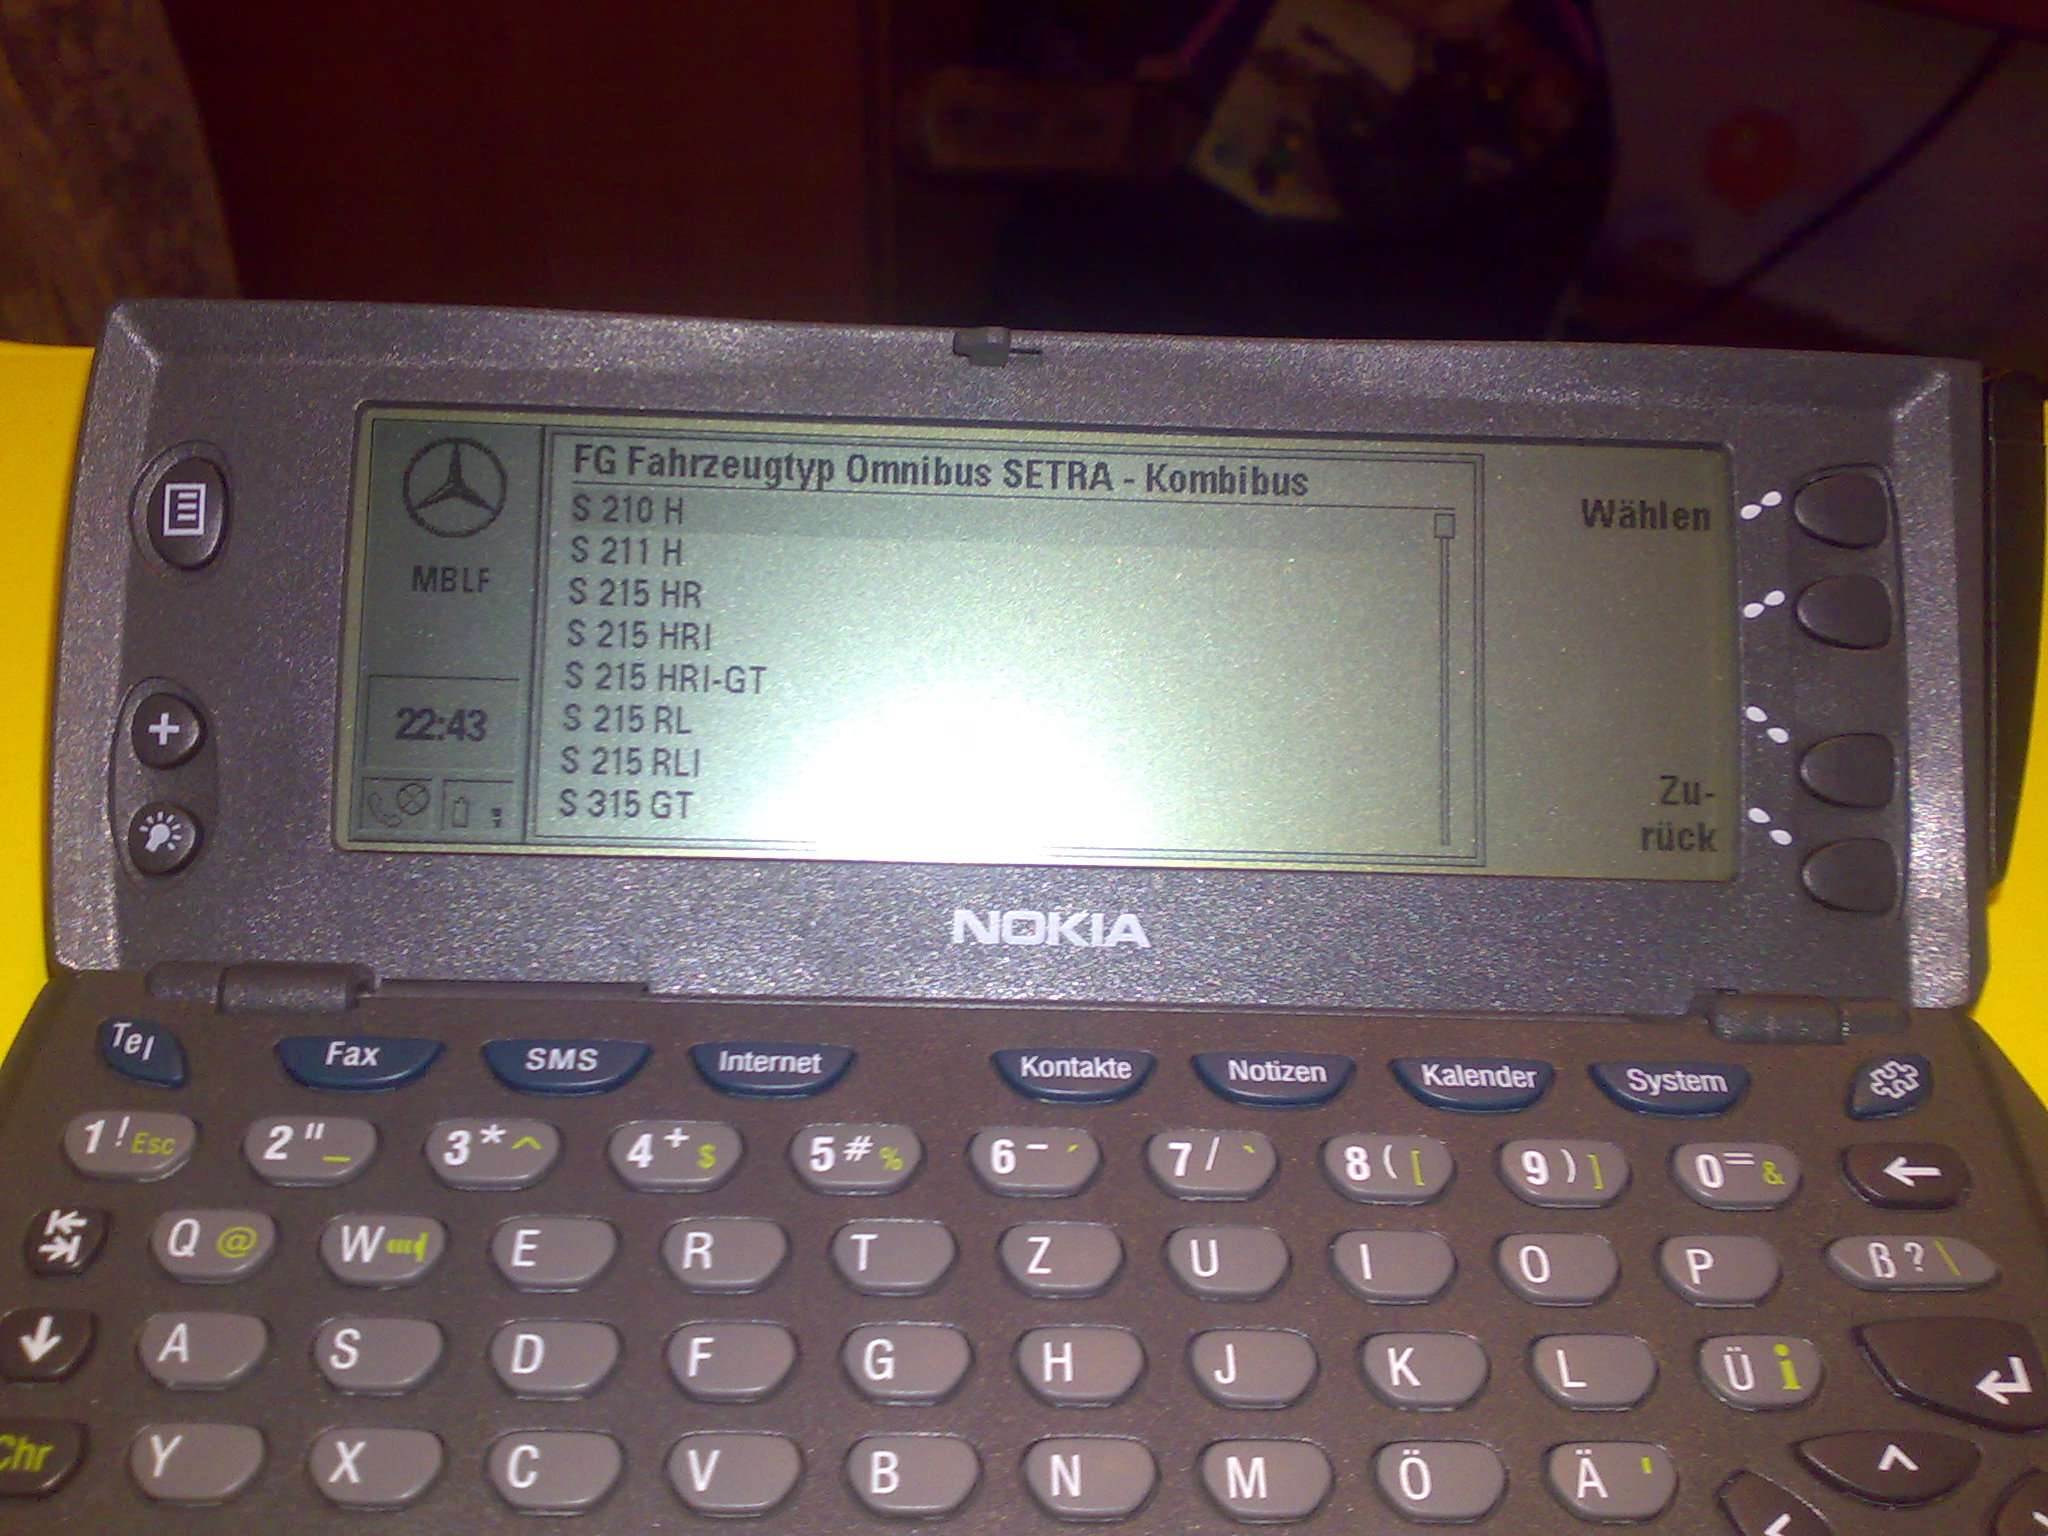 FG Fahrzeugtyp Omnibus SETRA - Kombibus
S 210 H
S 211 H
S 215 HR
S 215 HRI
S 215 HRI-GT
S 215 RL
S 215 RLI
S 315 GT
MBLF
22:43
Wählen
Zu-
rück
NOKIA
Tel Fax SMS Internet Kontakte Notizen Kalender System
1 ! Esc 2 " _ 3 * ^ 4 + $ 5 # % 6 - ´ 7 / ` 8 ( [ 9 ) ] 0 = & ←
Q @ W E R T Z U I O P ß ? \
A S D F G H J K L Ü i
Chr Y X C V B N M Ö Ä '